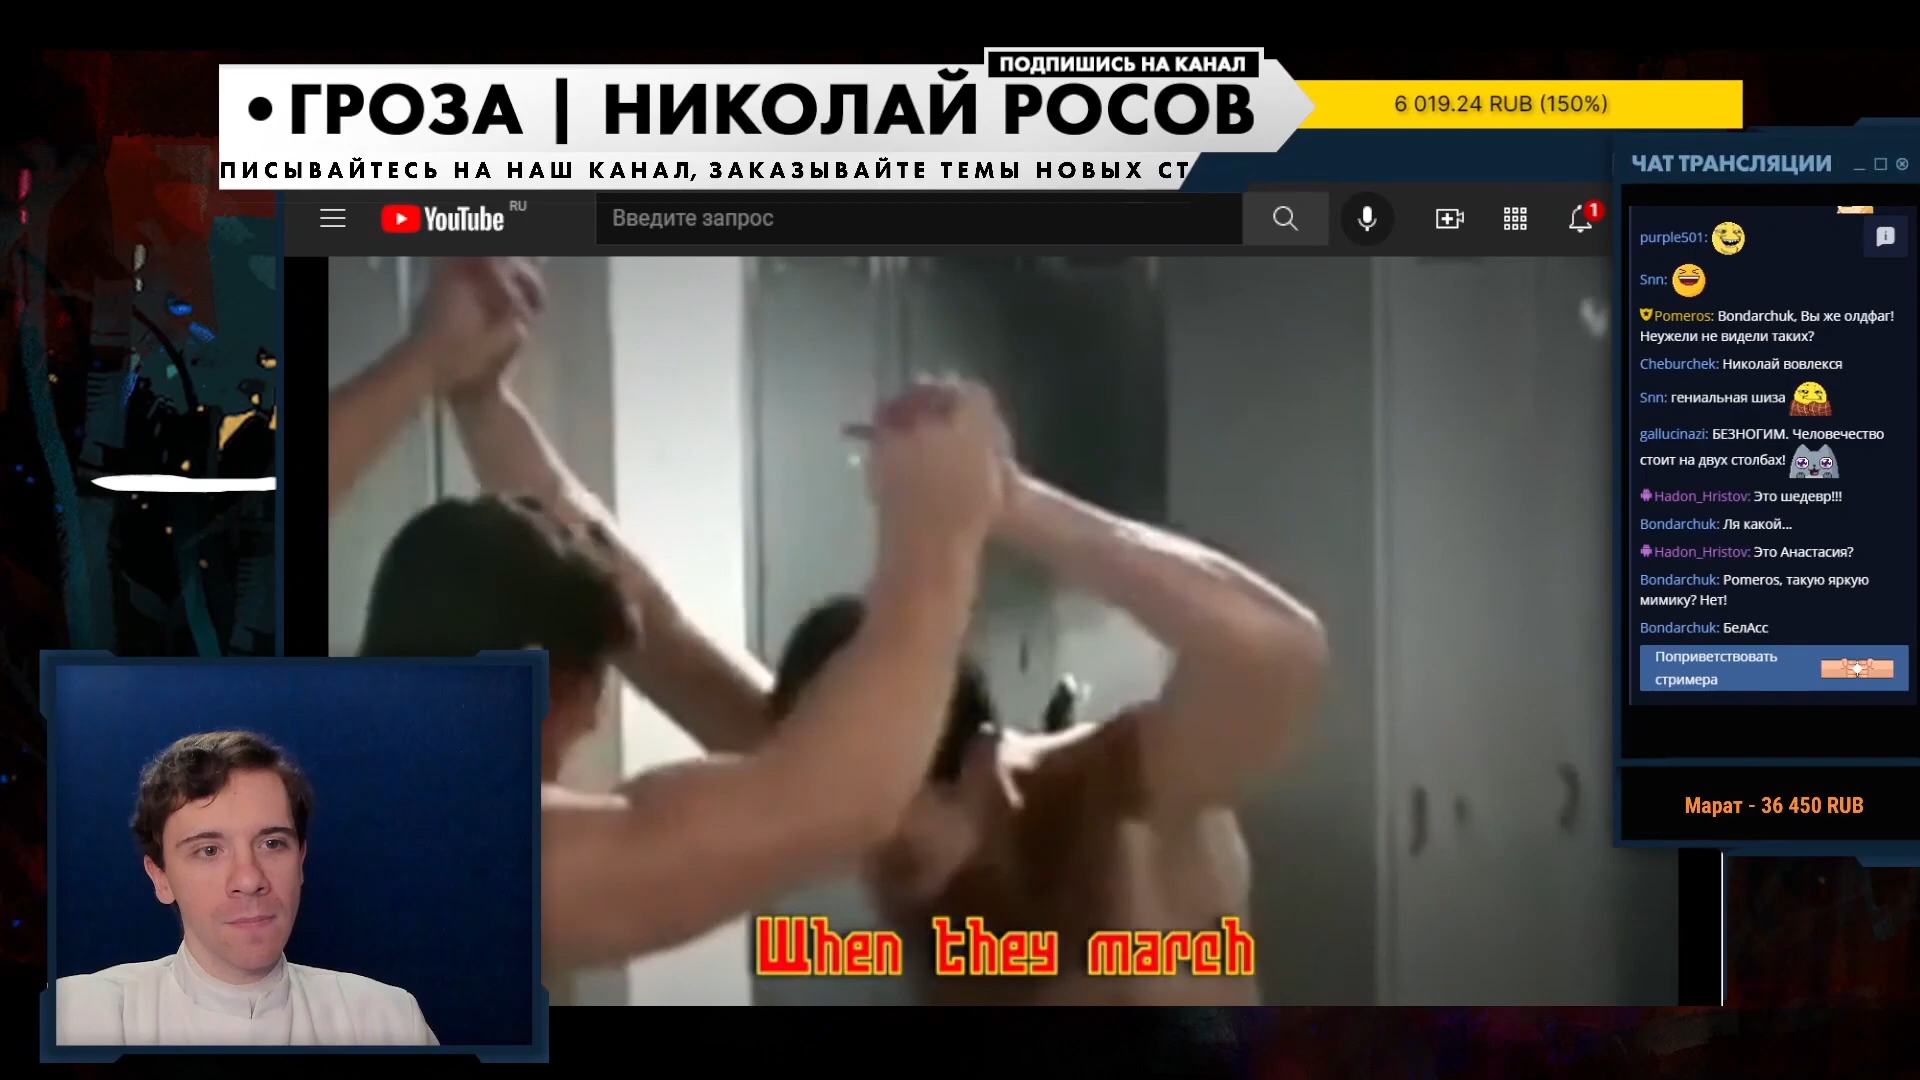 ПОДПИШИСЬ НА КАНАЛ
• ГРОЗА | НИКОЛАЙ РОСОВ
ПИСЫВАЙТЕСЬ НА НАШ КАНАЛ, ЗАКАЗЫВАЙТЕ ТЕМЫ НОВЫХ СТ
6 019.24 RUB (150%)
YouTube RU
Введите запрос
1
When they march
ЧАТ ТРАНСЛЯЦИИ
purple501:
Snn:
Pomeros: Bondarchuk, Вы же олдфаг!
Неужели не видели таких?
Cheburchek: Николай вовлекся
Snn: гениальная шиза
gallucinazi: БЕЗНОГИМ. Человечество
стоит на двух столбах!
Hadon_Hristov: Это шедевр!!!
Bondarchuk: Ля какой...
Hadon_Hristov: Это Анастасия?
Bondarchuk: Pomeros, такую яркую
мимику? Нет!
Bondarchuk: БелАсс
Поприветствовать
стримера
Марат - 36 450 RUB